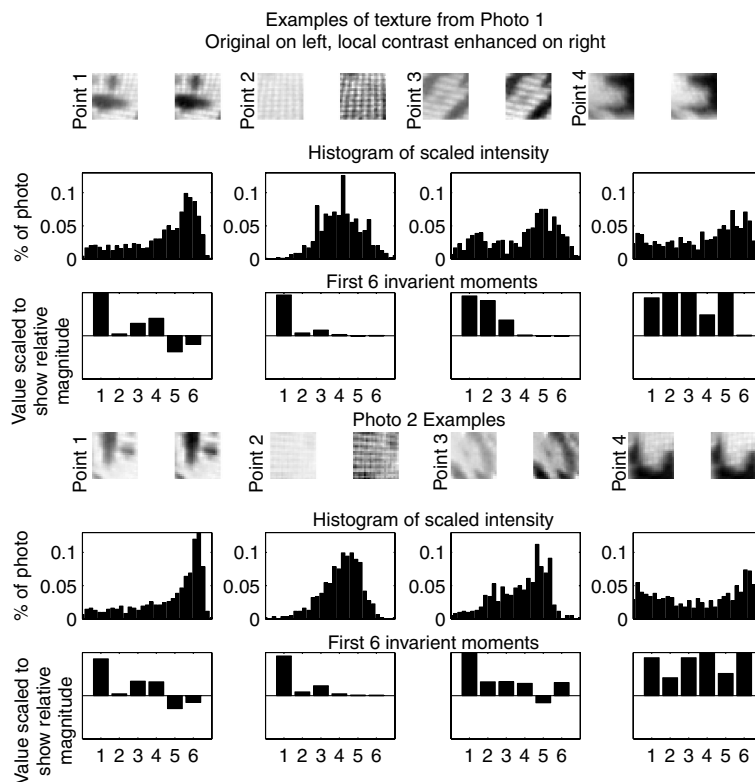 Examples of texture from Photo 1
Original on left, local contrast enhanced on right
Point 1
Point 2
Point 3
Point 4
Histogram of scaled intensity
% of photo
0.1
0.05
0
0.1
0.05
0
0.1
0.05
0
0.1
0.05
0
First 6 invarient moments
Value scaled to
show relative
magnitude
1 2 3 4 5 6
1 2 3 4 5 6
1 2 3 4 5 6
1 2 3 4 5 6
Photo 2 Examples
Point 1
Point 2
Point 3
Point 4
Histogram of scaled intensity
% of photo
0.1
0.05
0
0.1
0.05
0
0.1
0.05
0
0.1
0.05
0
First 6 invarient moments
Value scaled to
show relative
magnitude
1 2 3 4 5 6
1 2 3 4 5 6
1 2 3 4 5 6
1 2 3 4 5 6